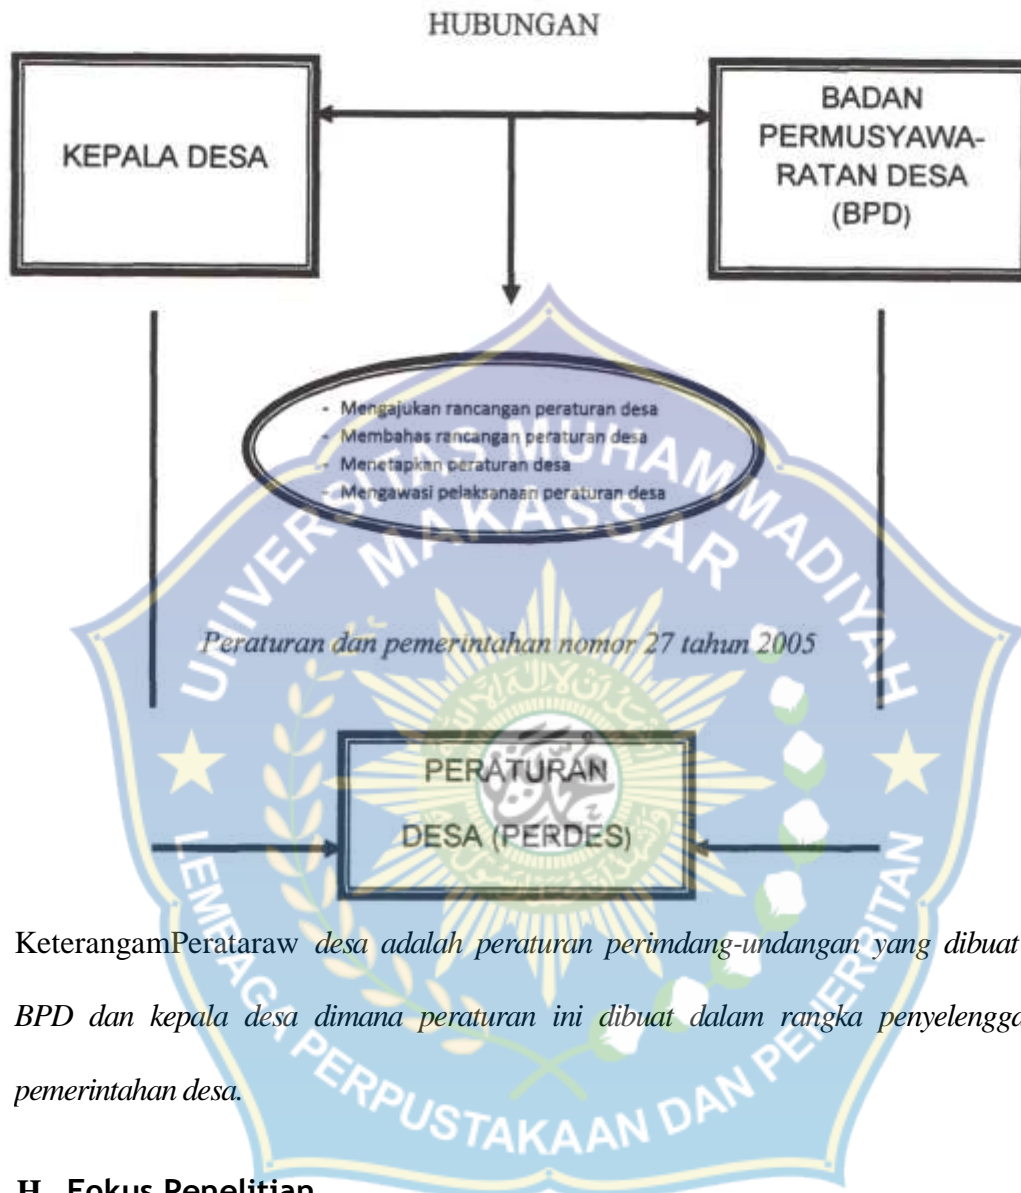 HUBUNGAN
KEPALA DESA
BADAN
PERMUSYAWA-
RATAN DESA
(BPD)
- Mengajukan rancangan peraturan desa
- Membahas rancangan peraturan desa
- Menetapkan peraturan desa
- Mengawasi pelaksanaan peraturan desa
UNIVERSITAS MUHAMMADIYAH
MAKASSAR
Peraturan dan pemerintahan nomor 27 tahun 2005
PERATURAN
DESA (PERDES)
KeterangamPerataraw desa adalah peraturan perimdang-undangan yang dibuat
BPD dan kepala desa dimana peraturan ini dibuat dalam rangka penyelengga
pemerintahan desa.
LEMBAGA PERPUSTAKAAN DAN PENERBITAN
H. Fokus Penelitian